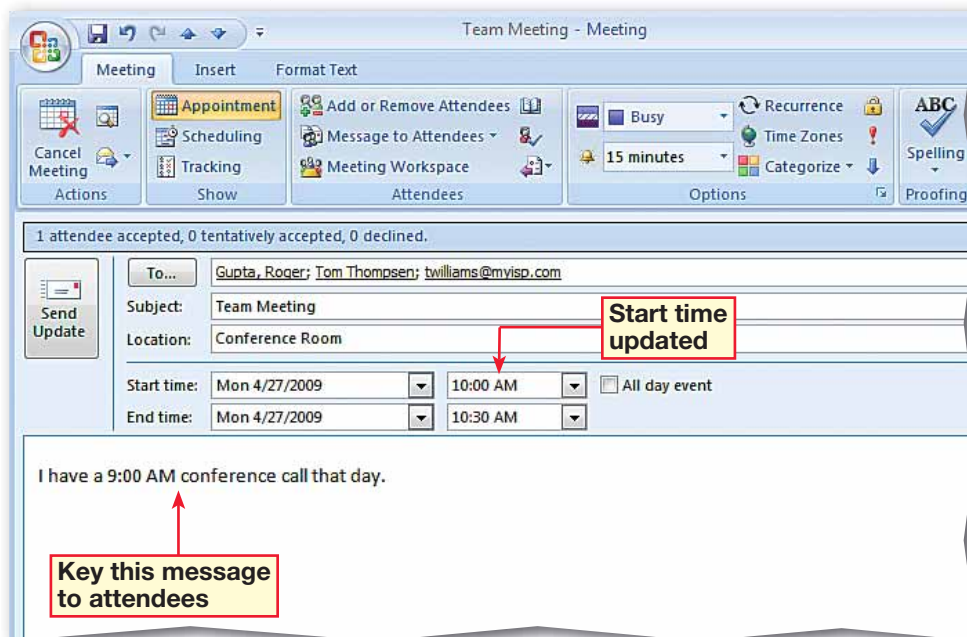 Team Meeting - Meeting
Meeting Insert Format Text
Cancel Meeting
Actions
Appointment
Scheduling
Tracking
Show
Add or Remove Attendees
Message to Attendees
Meeting Workspace
Attendees
Busy
15 minutes
Recurrence
Time Zones
Categorize
Options
ABC
Spelling
Proofing
1 attendee accepted, 0 tentatively accepted, 0 declined.
Send
Update
To... Gupta, Roger; Tom Thompsen; twilliams@myisp.com
Subject: Team Meeting
Location: Conference Room
Start time
updated
Start time: Mon 4/27/2009 10:00 AM All day event
End time: Mon 4/27/2009 10:30 AM
I have a 9:00 AM conference call that day.
Key this message
to attendees